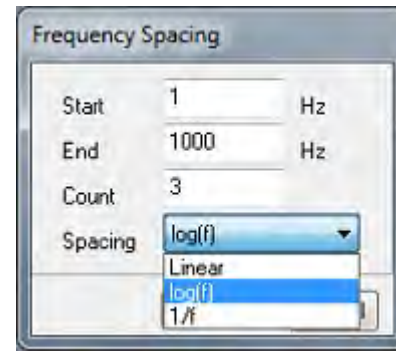 Frequency Spacing
Start 1 Hz
End 1000 Hz
Count 3
Spacing log(f)
Linear
log(f)
1/f